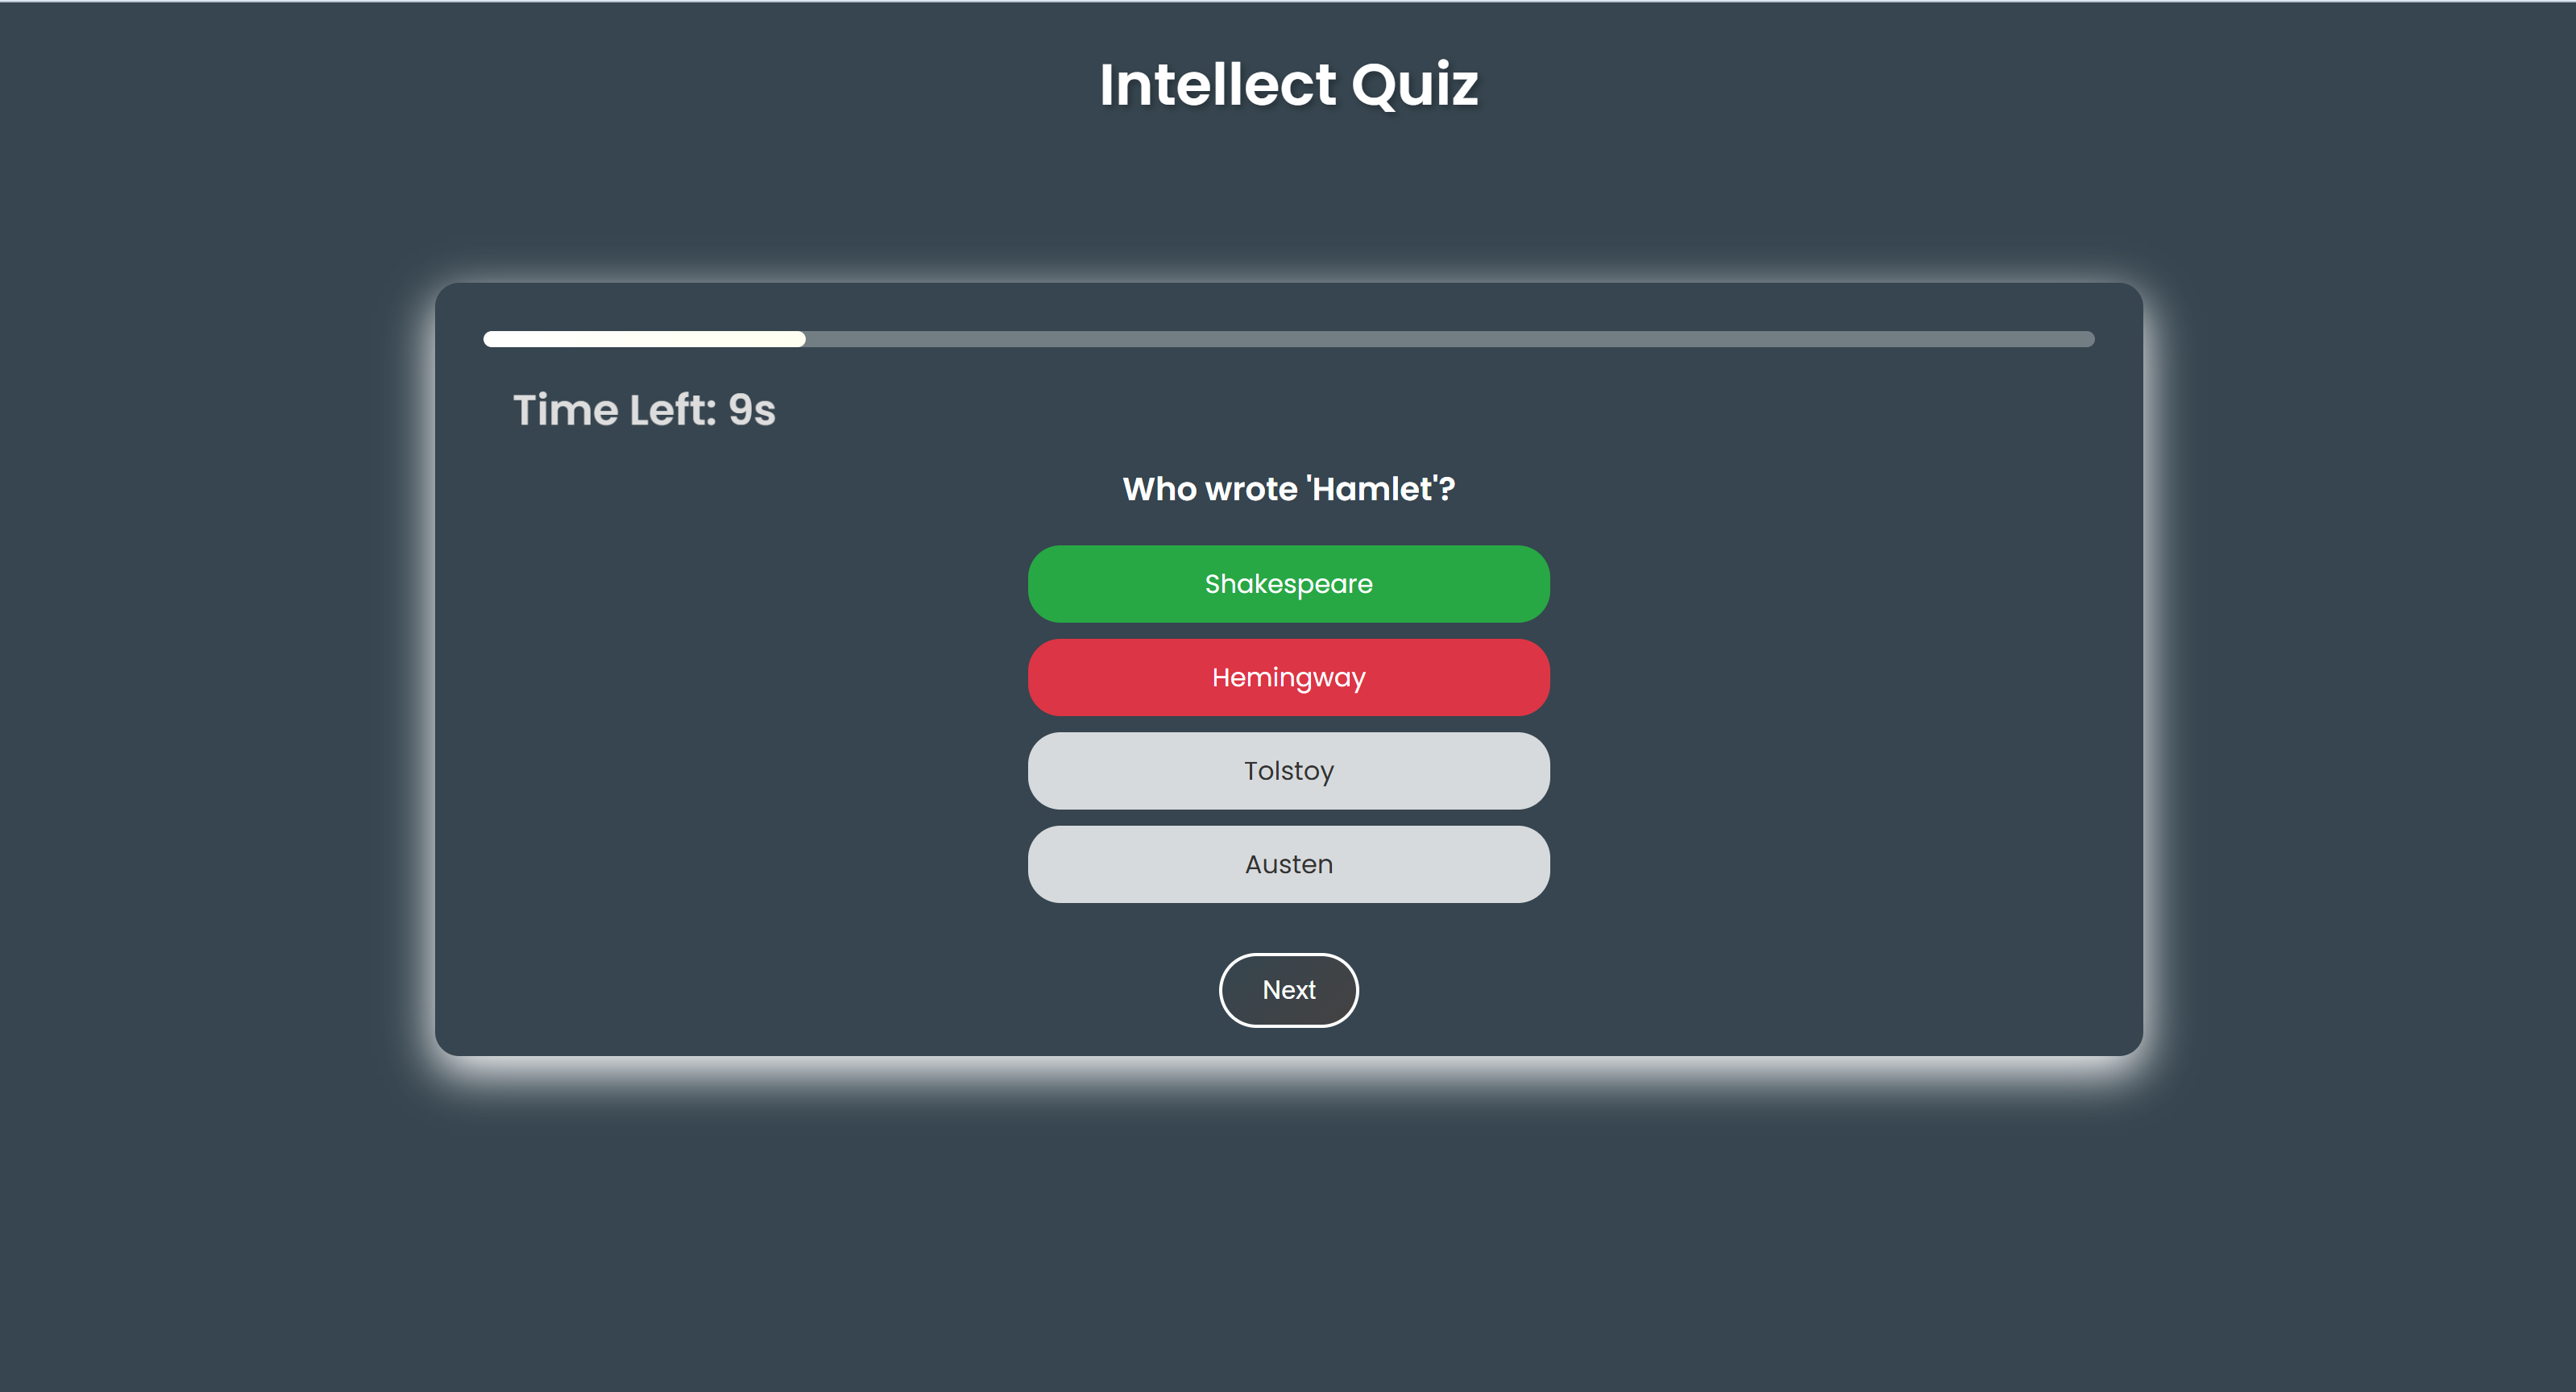 Intellect Quiz
Time Left: 9s
Who wrote 'Hamlet'?
Shakespeare
Hemingway
Tolstoy
Austen
Next